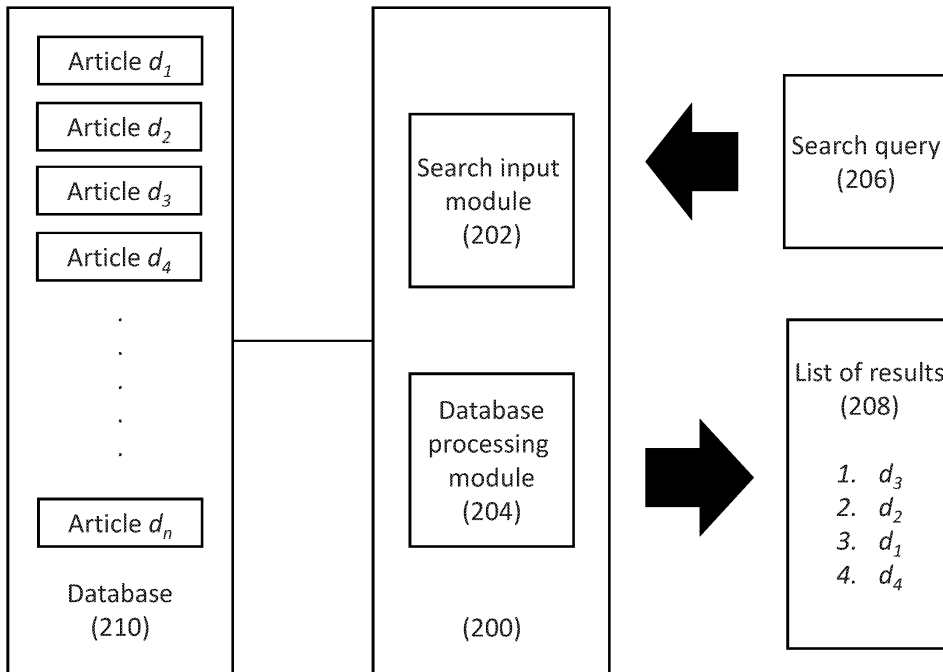 Article d₁
Article d₂
Article d₃
Article d₄
.
.
.
.
.
Article dₙ
Database
(210)
Search input
module
(202)
Database
processing
module
(204)
(200)
Search query
(206)
List of results
(208)
1. d₃
2. d₂
3. d₁
4. d₄